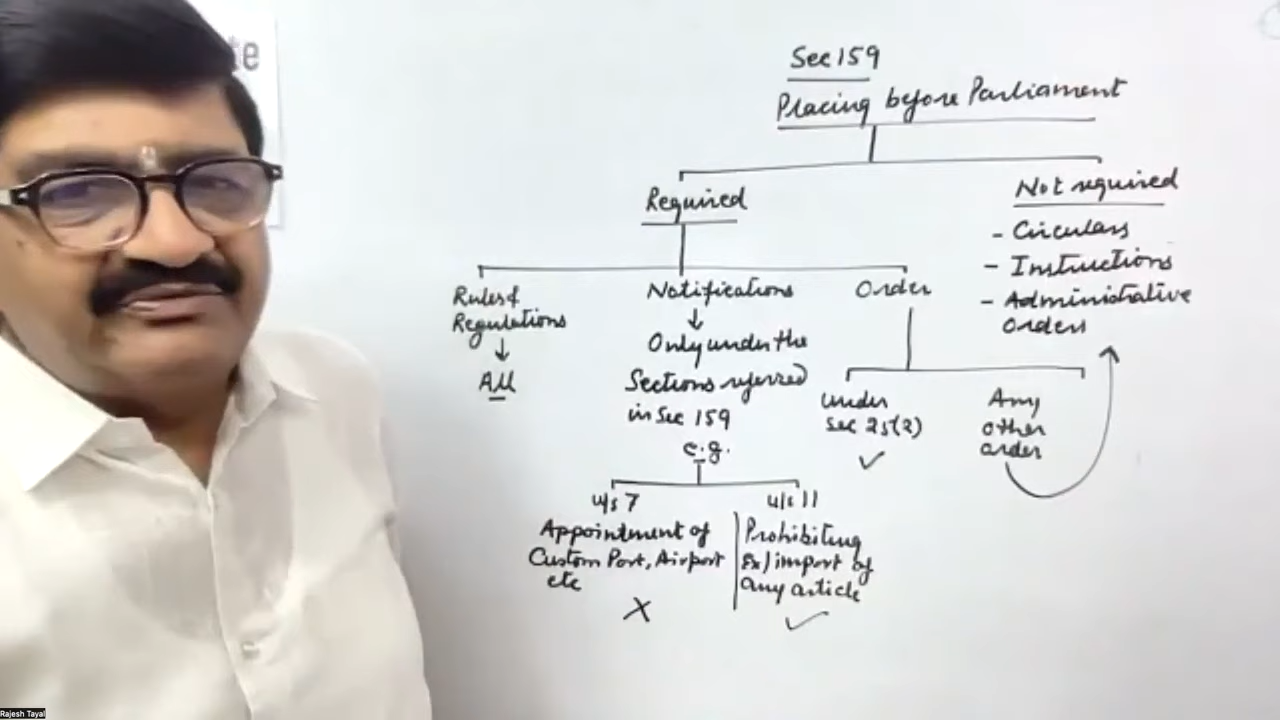 te
Sec 159
Placing before Parliament
Required
Not required
- Circulars
- Instructions
- Administrative
orders
Rules &
Regulations
↓
All
Notifications
↓
Only under the
Sections referred
in Sec 159
e.g.
u/s 7
Appointment of
Custom Port, Airport
etc
X
u/s 11
Prohibiting
Ex/import of
any article
✓
Order
under
sec 25(2)
✓
Any
other
order
Rajesh Tayal